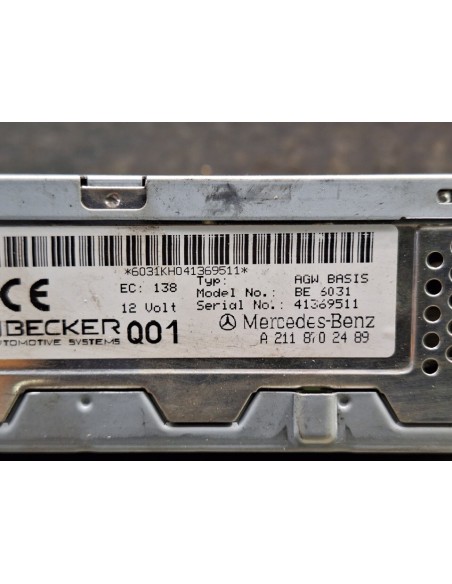 *6031KH041369511*
CE
EC: 138
Typ: AGW BASIS
Model No.: BE 6031
12 Volt
Serial No.: 41369511
BECKER
UTOMOTIVE SYSTEMS
Q01
Mercedes-Benz
A 211 870 24 89